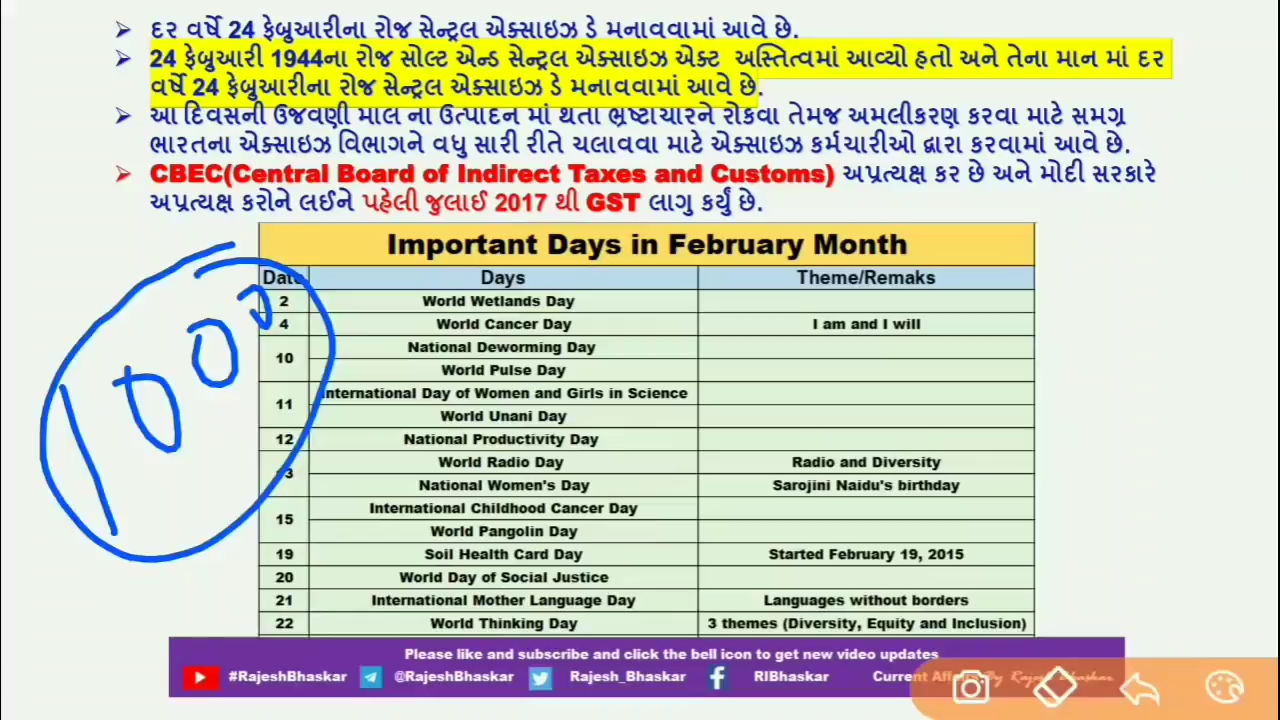 ➢ દર વર્ષે 24 ફેબ્રુઆરીના રોજ સેન્ટ્રલ એક્સાઇઝ ડે મનાવવામાં આવે છે.
➢ 24 ફેબ્રુઆરી 1944ના રોજ સોલ્ટ એન્ડ સેન્ટ્રલ એક્સાઇઝ એક્ટ અસ્તિત્વમાં આવ્યો હતો અને તેના માન માં દર
વર્ષે 24 ફેબ્રુઆરીના રોજ સેન્ટ્રલ એક્સાઇઝ ડે મનાવવામાં આવે છે.
➢ આ દિવસની ઉજવણી માલ ના ઉત્પાદન માં થતા ભ્રષ્ટાચારને રોકવા તેમજ અમલીકરણ કરવા માટે સમગ્ર
ભારતના એક્સાઇઝ વિભાગને વધુ સારી રીતે ચલાવવા માટે એક્સાઇઝ કર્મચારીઓ દ્વારા કરવામાં આવે છે.
➢ CBEC(Central Board of Indirect Taxes and Customs) અપ્રત્યક્ષ કર છે અને મોદી સરકારે
અપ્રત્યક્ષ કરોને લઈને પહેલી જુલાઈ 2017 થી GST લાગુ કર્યું છે.
Important Days in February Month
Date Days Theme/Remaks
2 World Wetlands Day
4 World Cancer Day I am and I will
10 National Deworming Day
World Pulse Day
11 International Day of Women and Girls in Science
World Unani Day
12 National Productivity Day
13 World Radio Day Radio and Diversity
National Women's Day Sarojini Naidu's birthday
15 International Childhood Cancer Day
World Pangolin Day
19 Soil Health Card Day Started February 19, 2015
20 World Day of Social Justice
21 International Mother Language Day Languages without borders
22 World Thinking Day 3 themes (Diversity, Equity and Inclusion)
1000
Please like and subscribe and click the bell icon to get new video updates
#RajeshBhaskar @RajeshBhaskar Rajesh_Bhaskar RIBhaskar Current Affairs By Rajesh Bhaskar